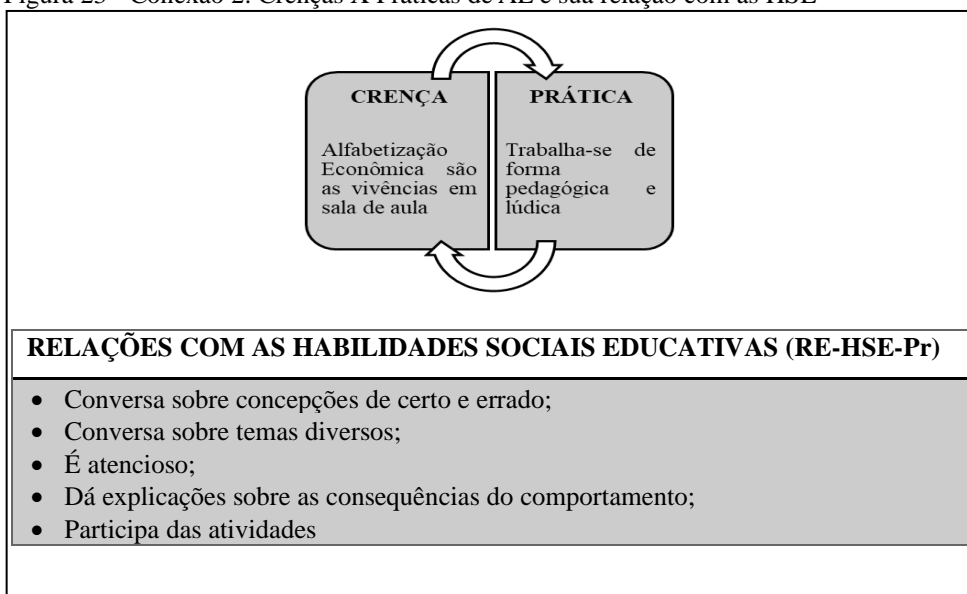 Figura 23 - Conexão 2: Crenças X Práticas de AE e sua relação com as HSE
CRENÇA
Alfabetização
Econômica são
as vivências em
sala de aula
PRÁTICA
Trabalha-se de
forma
pedagógica e
lúdica
RELAÇÕES COM AS HABILIDADES SOCIAIS EDUCATIVAS (RE-HSE-Pr)
• Conversa sobre concepções de certo e errado;
• Conversa sobre temas diversos;
• É atencioso;
• Dá explicações sobre as consequências do comportamento;
• Participa das atividades